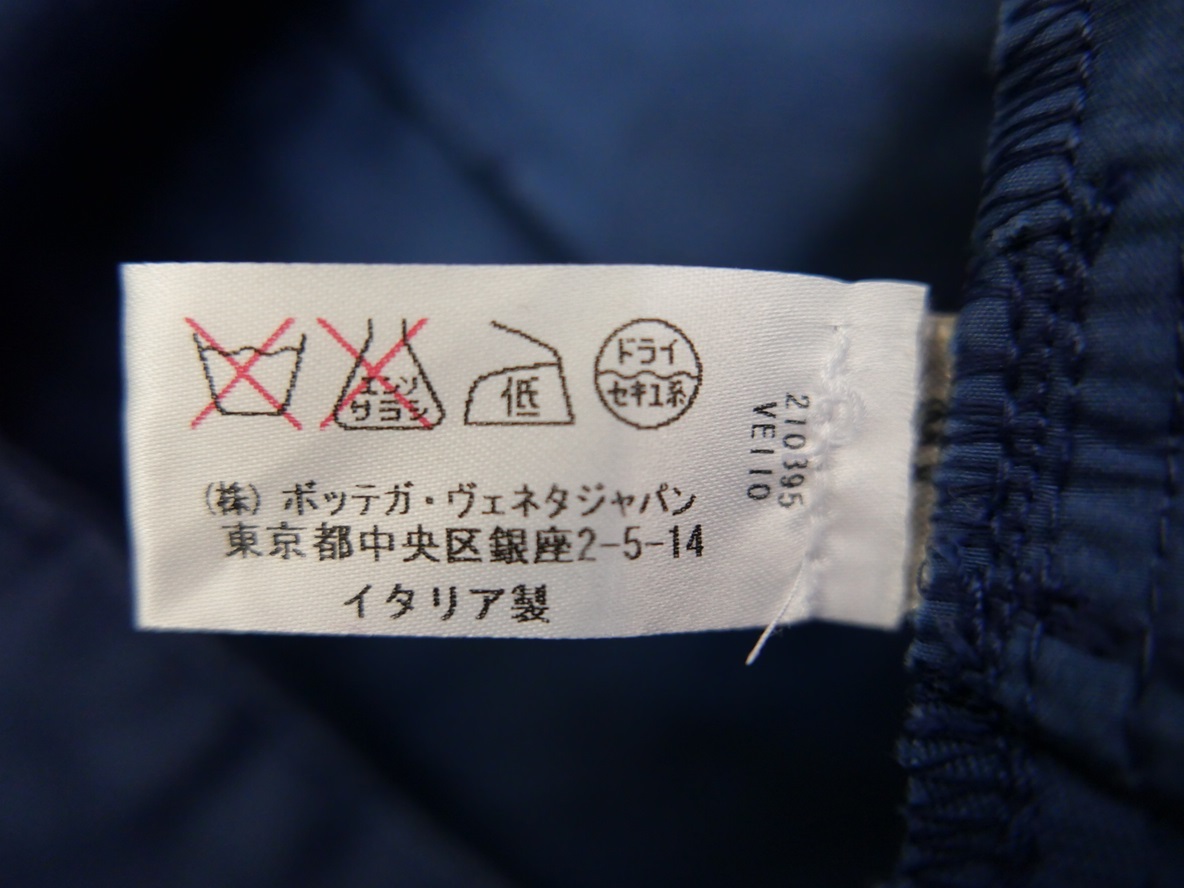 エンソ
サラシ
低
ドライ
セキユ系
(株) ボッテガ・ヴェネタジャパン
東京都中央区銀座2-5-14
イタリア製
210395
VE110